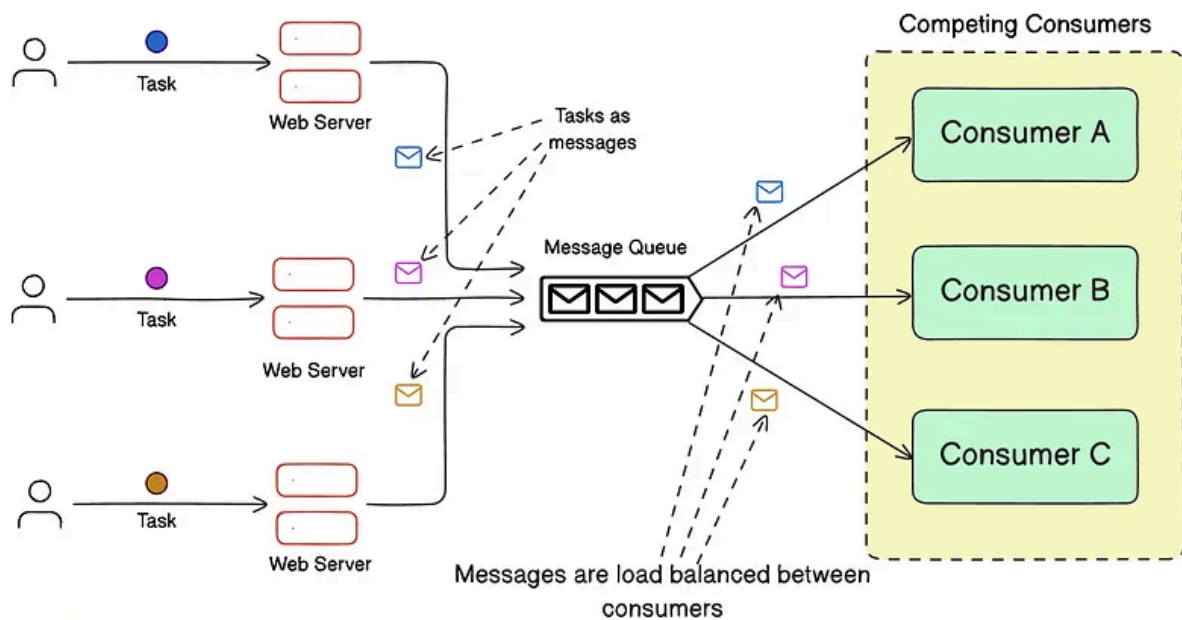 Competing Consumers
Task
Web Server
Tasks as
messages
Consumer A
Message Queue
Task
Web Server
Consumer B
Task
Web Server
Consumer C
Messages are load balanced between
consumers